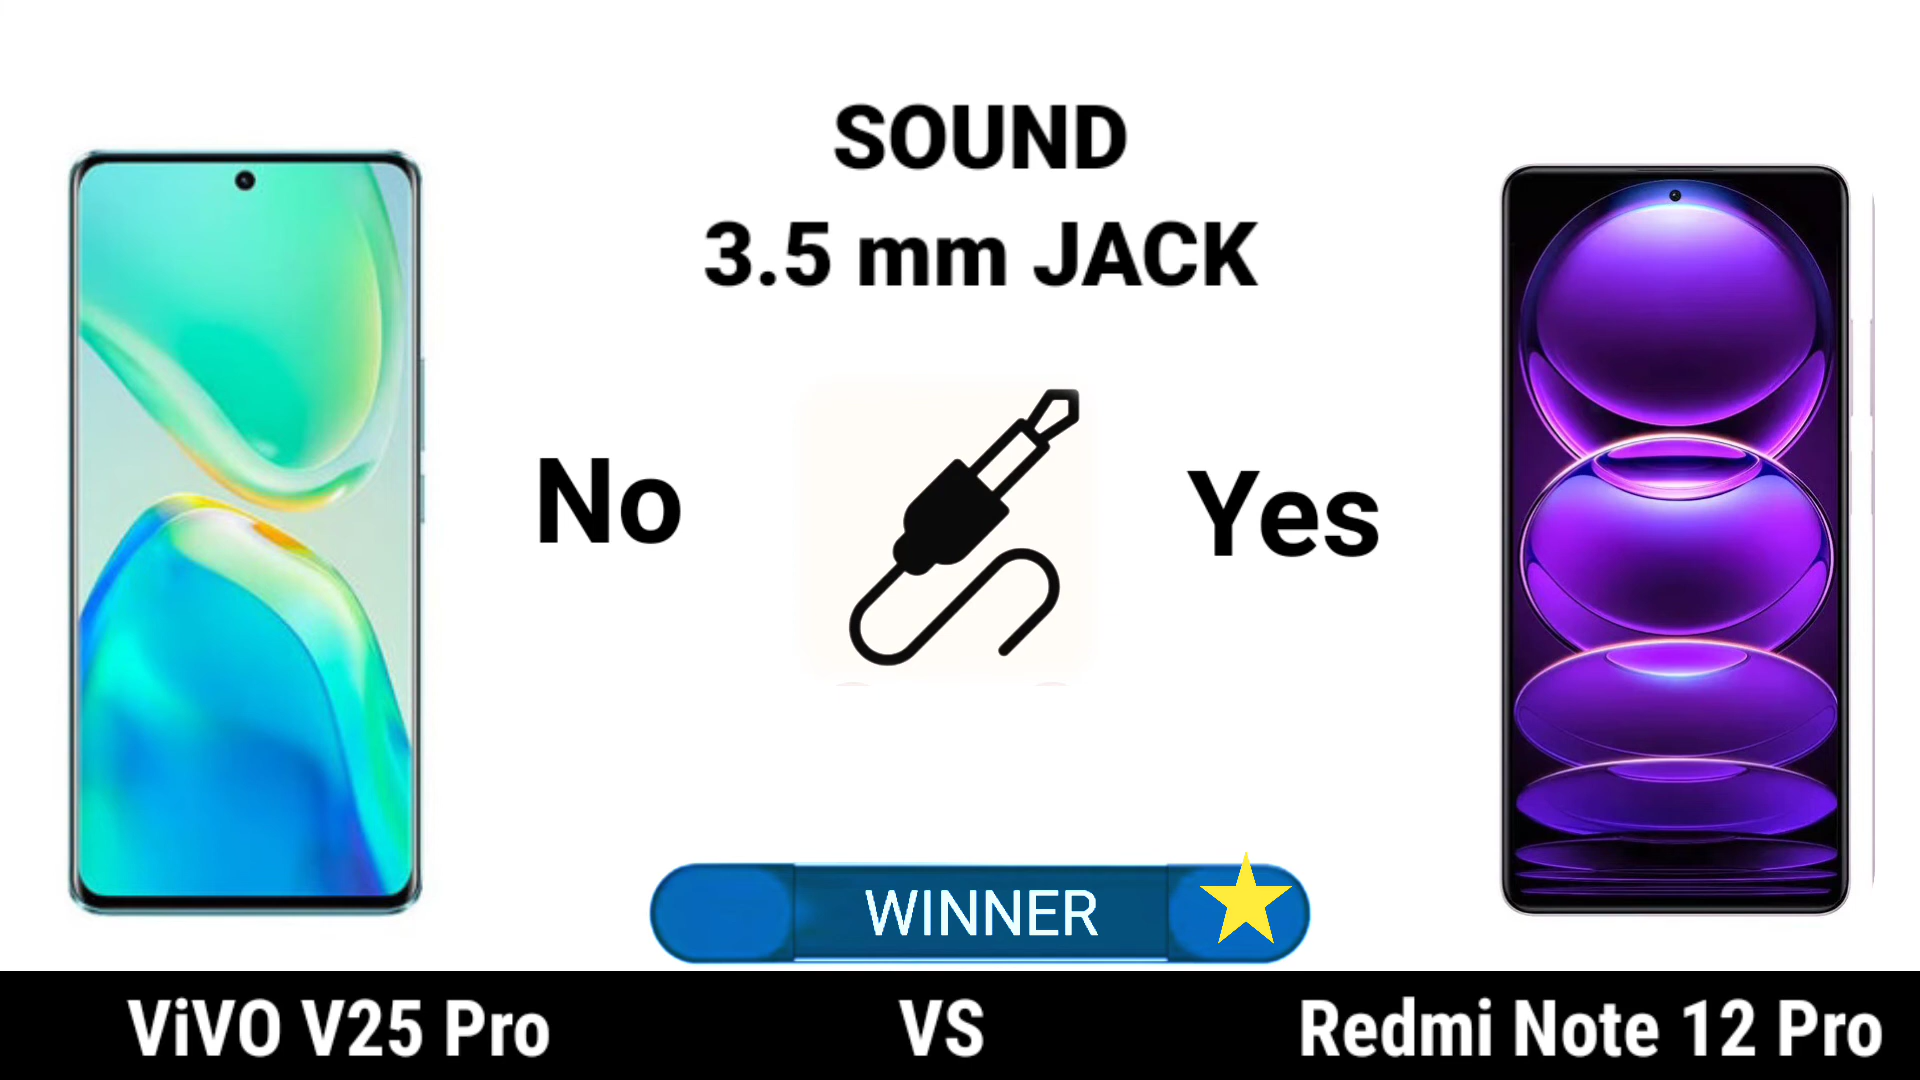 SOUND
3.5 mm JACK
No
Yes
WINNER
ViVO V25 Pro
VS
Redmi Note 12 Pro